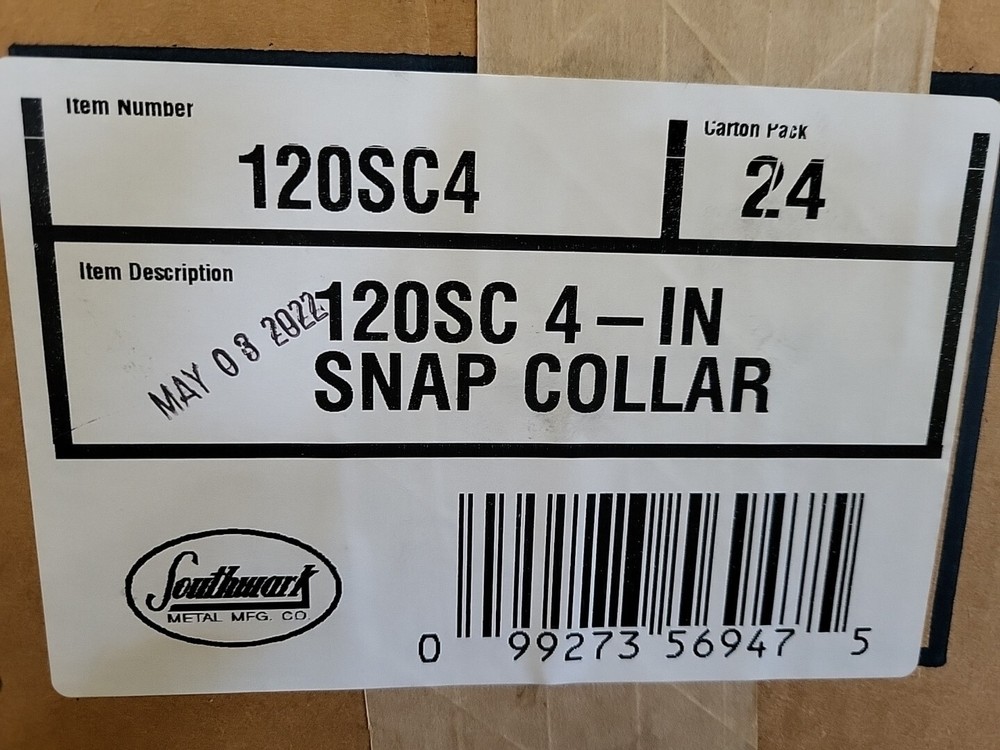 Item Number
120SC4
Carton Pack
24
Item Description
120SC 4-IN
SNAP COLLAR
MAY 03 2022
Southwark
METAL MFG. CO.
0 99273 56947 5